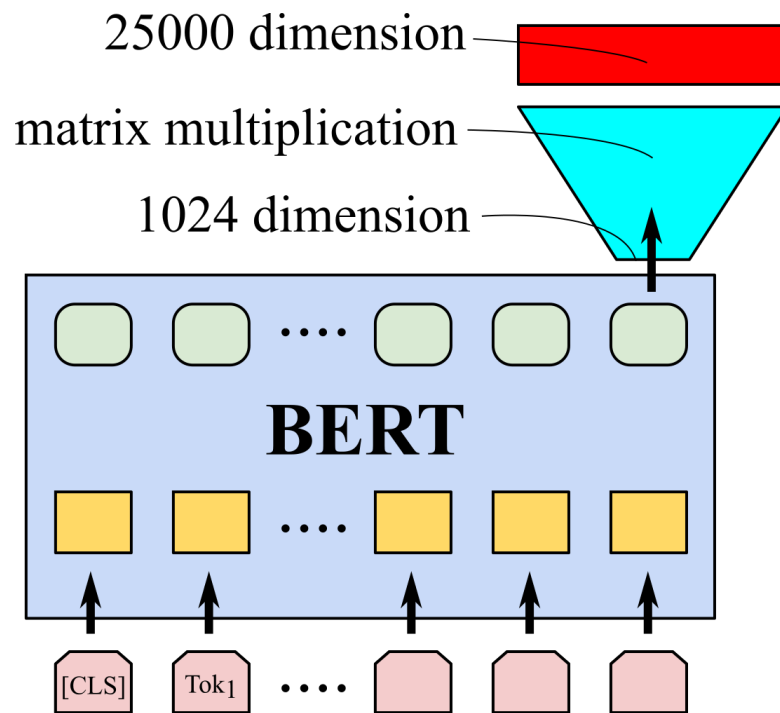 25000 dimension
matrix multiplication
1024 dimension
....
BERT
....
[CLS] Tok1 ....